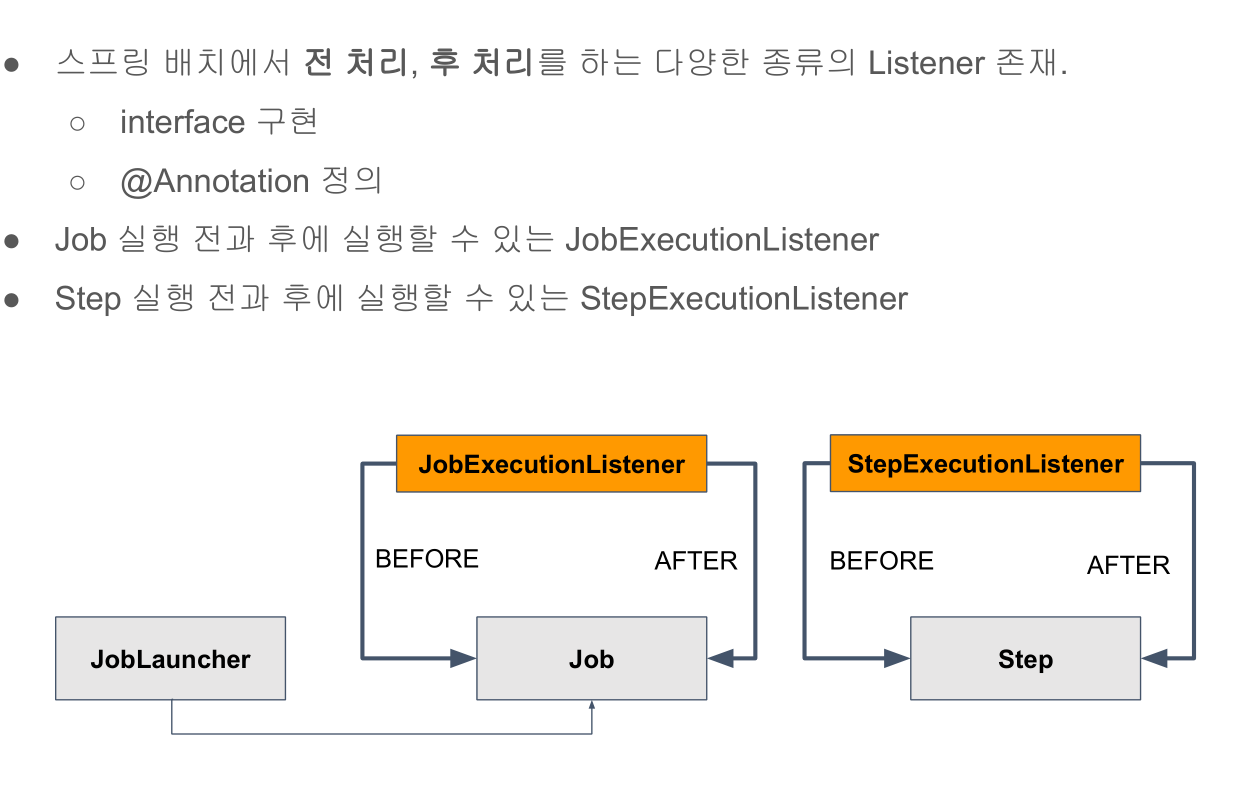 ● 스프링 배치에서 전 처리, 후 처리를 하는 다양한 종류의 Listener 존재.
○ interface 구현
○ @Annotation 정의
● Job 실행 전과 후에 실행할 수 있는 JobExecutionListener
● Step 실행 전과 후에 실행할 수 있는 StepExecutionListener
JobExecutionListener
StepExecutionListener
BEFORE
AFTER
BEFORE
AFTER
JobLauncher
Job
Step